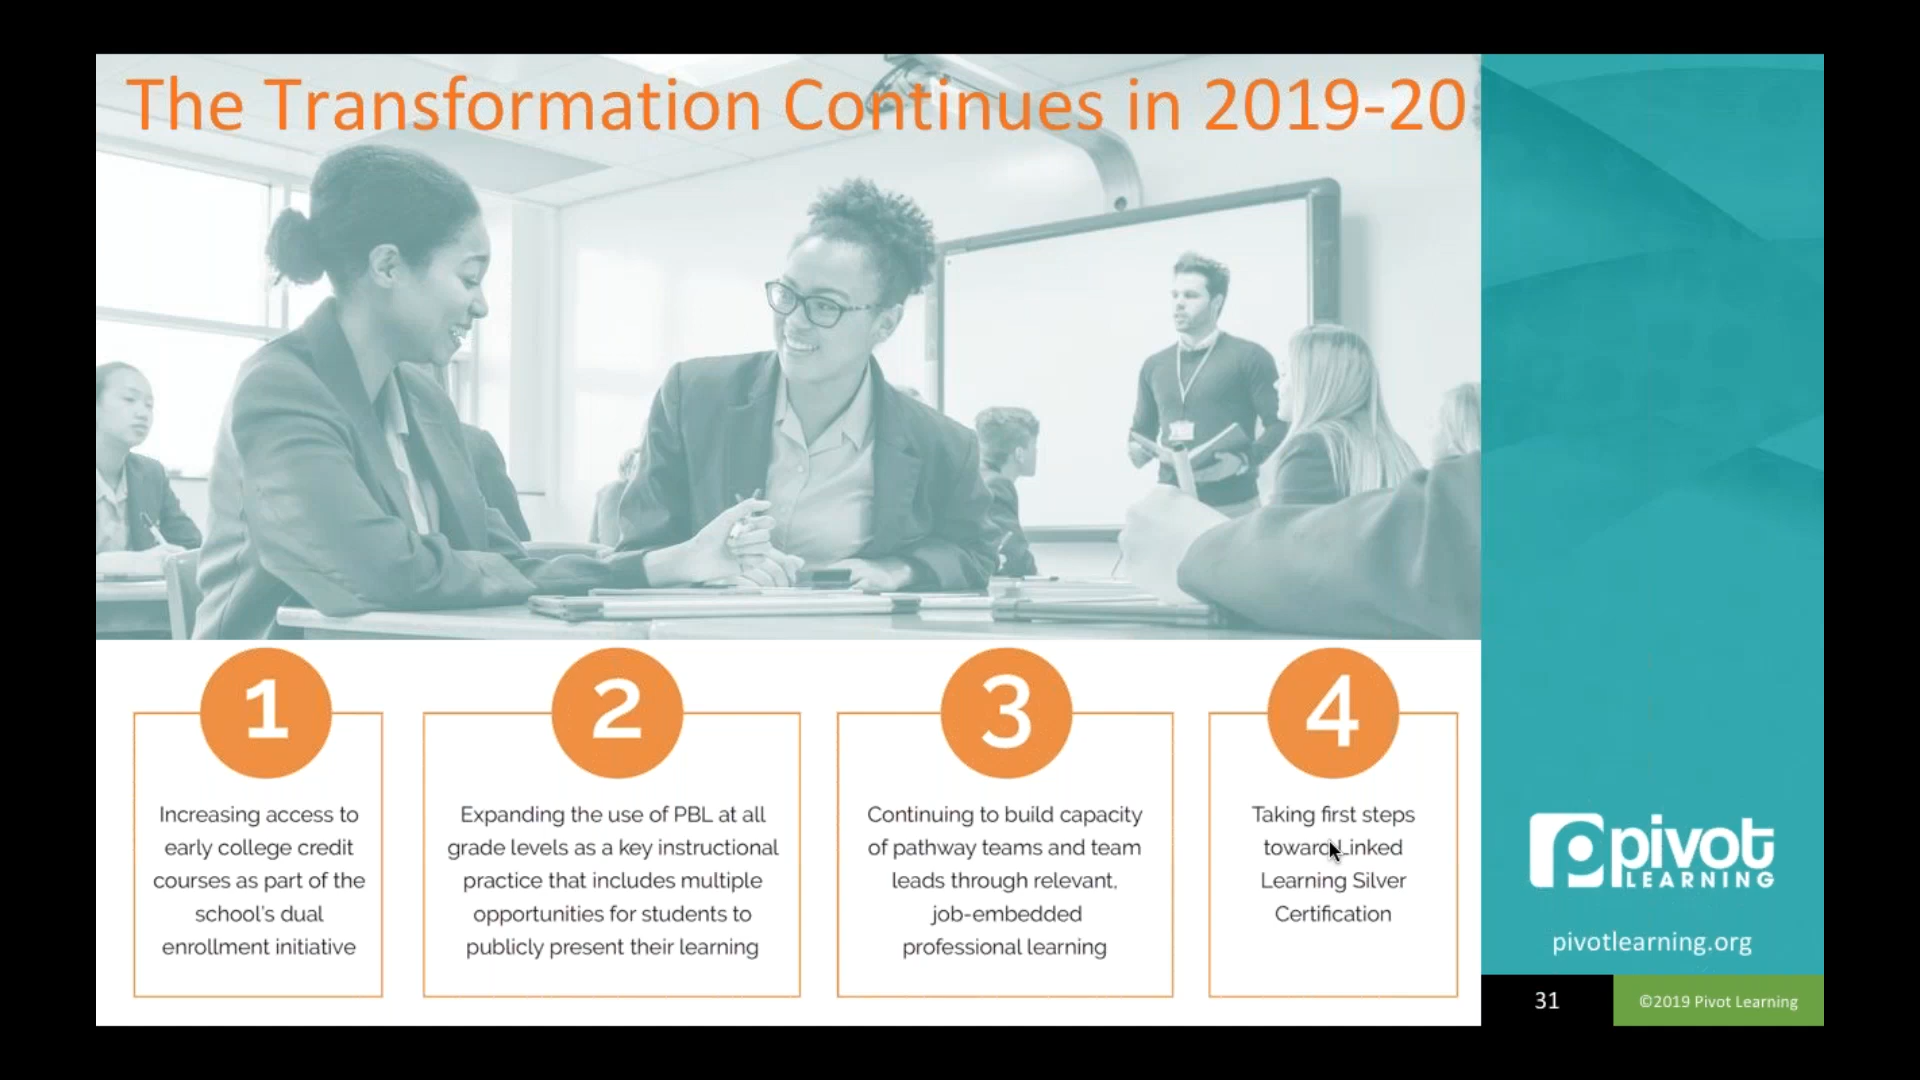 The Transformation Continues in 2019-20
1
Increasing access to
early college credit
courses as part of the
school's dual
enrollment initiative
2
Expanding the use of PBL at all
grade levels as a key instructional
practice that includes multiple
opportunities for students to
publicly present their learning
3
Continuing to build capacity
of pathway teams and team
leads through relevant,
job-embedded
professional learning
4
Taking first steps
toward Linked
Learning Silver
Certification
pivot
LEARNING
pivotlearning.org
31
©2019 Pivot Learning